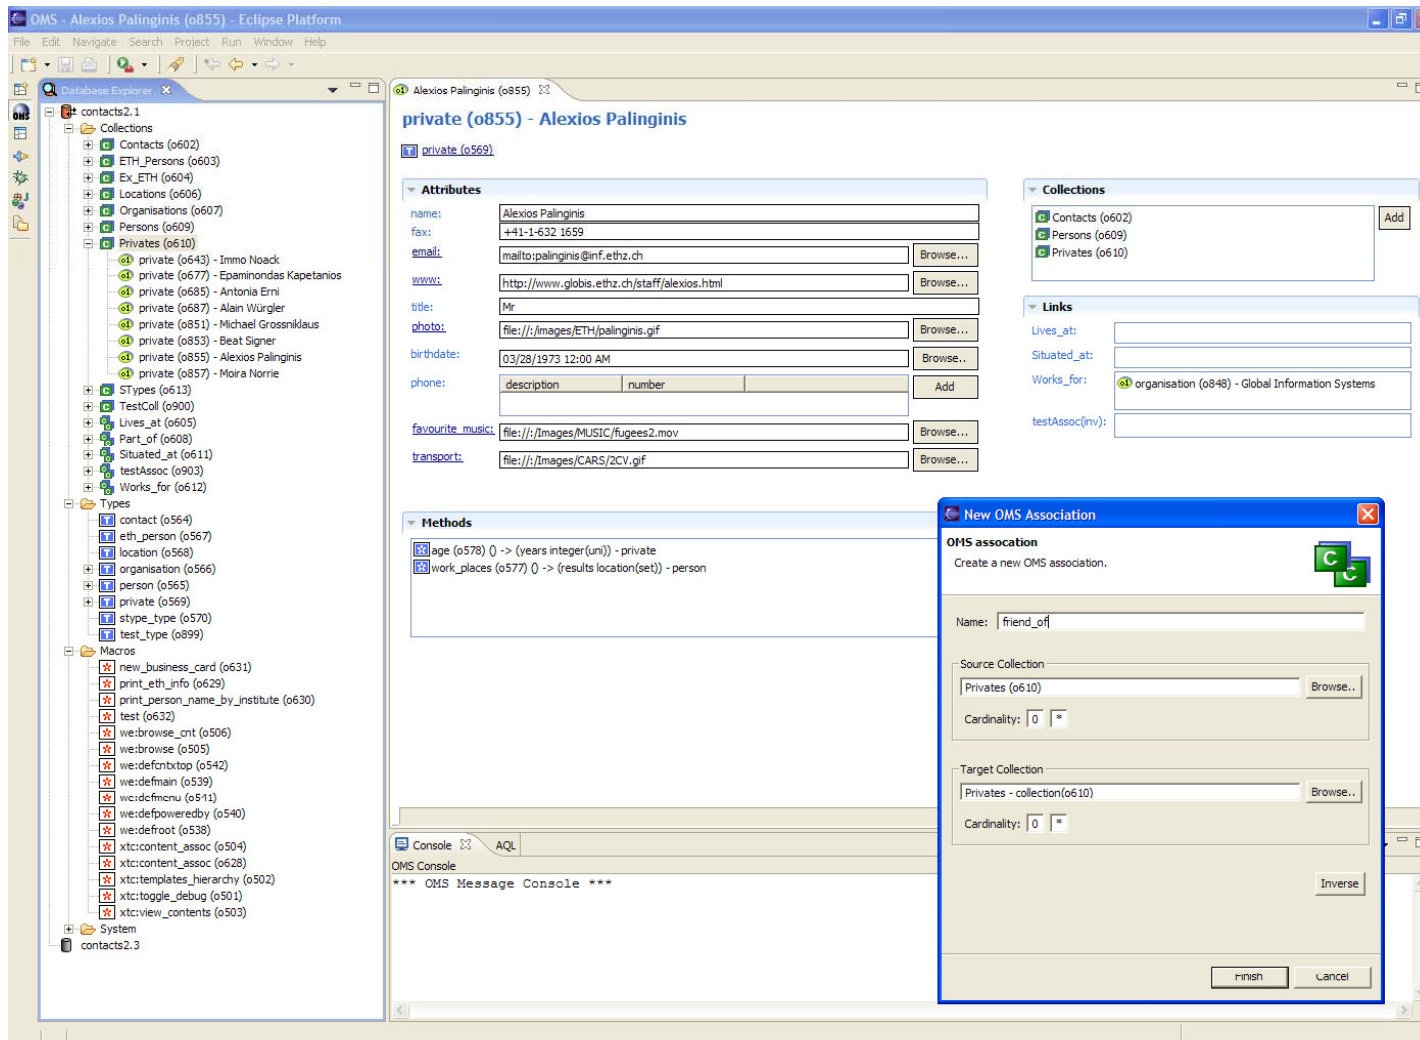 OMS - Alexios Palinginis (o855) - Eclipse Platform
File Edit Navigate Search Project Run Window Help
Database Explorer
contacts2.1
Collections
Contacts (o602)
ETH_Persons (o603)
Ex_ETH (o604)
Locations (o606)
Organisations (o607)
Persons (o609)
Privates (o610)
private (o643) - Immo Noack
private (o677) - Epaminondas Kapetanios
private (o685) - Antonia Erni
private (o687) - Alain Würgler
private (o851) - Michael Grossniklaus
private (o853) - Beat Signer
private (o855) - Alexios Palinginis
private (o857) - Moira Norrie
STypes (o613)
TestColl (o900)
Lives_at (o605)
Part_of (o608)
Situated_at (o611)
testAssoc (o903)
Works_for (o612)
Types
contact (o564)
eth_person (o567)
location (o568)
organisation (o566)
person (o565)
private (o569)
stype_type (o570)
test_type (o899)
Macros
new_business_card (o631)
print_eth_info (o629)
print_person_name_by_institute (o630)
test (o632)
we:browse_cnt (o506)
we:browse (o505)
we:defcntxtop (o542)
we:defmain (o539)
we:defmenu (o541)
we:defpoweredby (o540)
we:defroot (o538)
xtc:content_assoc (o504)
xtc:content_assoc (o628)
xtc:templates_hierarchy (o502)
xtc:toggle_debug (o501)
xtc:view_contents (o503)
System
contacts2.3
Alexios Palinginis (o855)
private (o855) - Alexios Palinginis
private (o569)
Attributes
name: Alexios Palinginis
fax: +41-1-632 1659
email: mailto:palinginis@inf.ethz.ch Browse...
www: http://www.globis.ethz.ch/staff/alexios.html Browse...
title: Mr
photo: file://:/images/ETH/palinginis.gif Browse...
birthdate: 03/28/1973 12:00 AM Browse..
phone: description number Add
favourite_music: file://:/Images/MUSIC/fugees2.mov Browse...
transport: file://:/Images/CARS/2CV.gif Browse...
Collections
Contacts (o602) Add
Persons (o609)
Privates (o610)
Links
Lives_at:
Situated_at:
Works_for: organisation (o848) - Global Information Systems
testAssoc(inv):
Methods
age (o578) () -> (years integer(uni)) - private
work_places (o577) () -> (results location(set)) - person
Console AQL
OMS Console
*** OMS Message Console ***
New OMS Association
OMS assocation
Create a new OMS association.
Name: friend_of
Source Collection
Privates (o610) Browse..
Cardinality: 0 *
Target Collection
Privates - collection(o610) Browse..
Cardinality: 0 *
Inverse
Finish Cancel